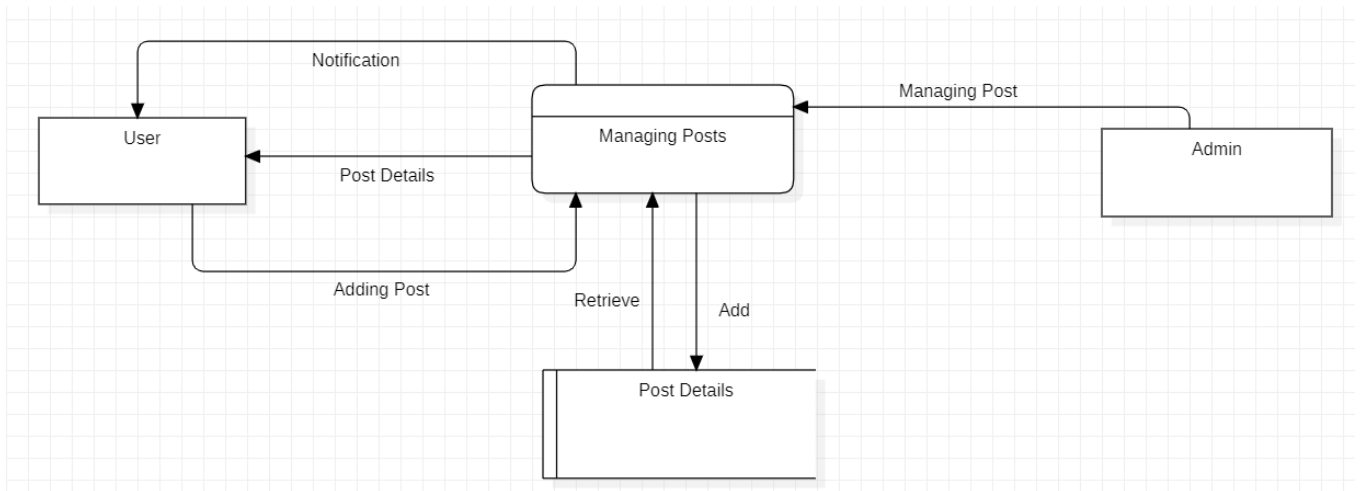 Notification
Managing Post
User
Managing Posts
Admin
Post Details
Adding Post
Retrieve
Add
Post Details